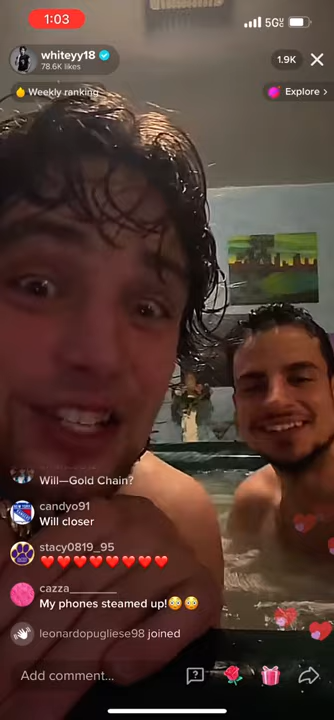 1:03
5G
whiteyy18
78.6K likes
1.9K
Weekly ranking
Explore >
Will—Gold Chain?
candyo91
Will closer
stacy0819_95
❤️❤️❤️❤️❤️❤️❤️❤️❤️
cazza_______
My phones steamed up!😳😳
leonardopugliese98 joined
Add comment...